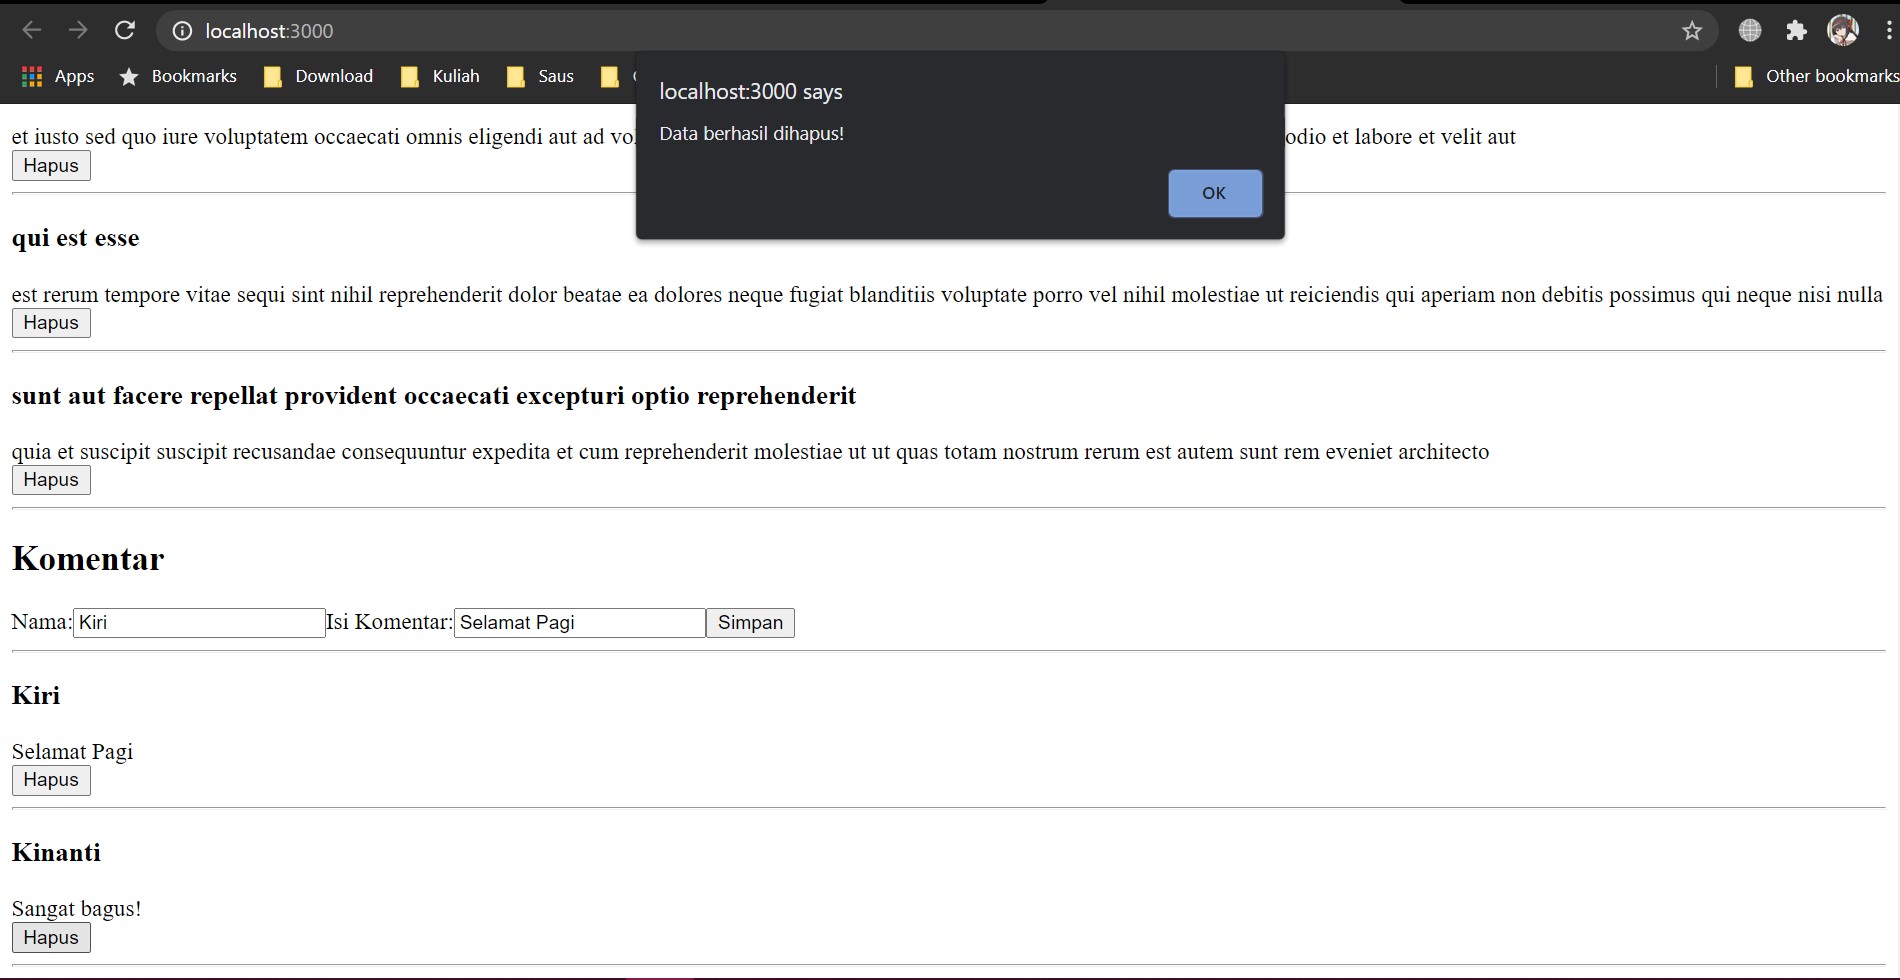 localhost:3000
Apps Bookmarks Download Kuliah Saus Other bookmarks
localhost:3000 says
Data berhasil dihapus!
OK
et iusto sed quo iure voluptatem occaecati omnis eligendi aut ad odio et labore et velit aut
Hapus
qui est esse
est rerum tempore vitae sequi sint nihil reprehenderit dolor beatae ea dolores neque fugiat blanditiis voluptate porro vel nihil molestiae ut reiciendis qui aperiam non debitis possimus qui neque nisi nulla
Hapus
sunt aut facere repellat provident occaecati excepturi optio reprehenderit
quia et suscipit suscipit recusandae consequuntur expedita et cum reprehenderit molestiae ut ut quas totam nostrum rerum est autem sunt rem eveniet architecto
Hapus
Komentar
Nama: Kiri Isi Komentar: Selamat Pagi Simpan
Kiri
Selamat Pagi
Hapus
Kinanti
Sangat bagus!
Hapus